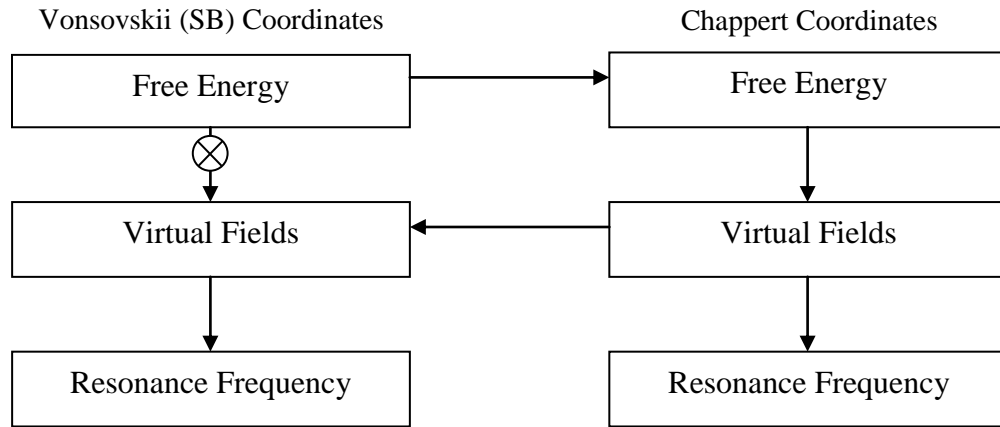 Vonsovskii (SB) Coordinates
Chappert Coordinates
Free Energy
Free Energy
Virtual Fields
Virtual Fields
Resonance Frequency
Resonance Frequency